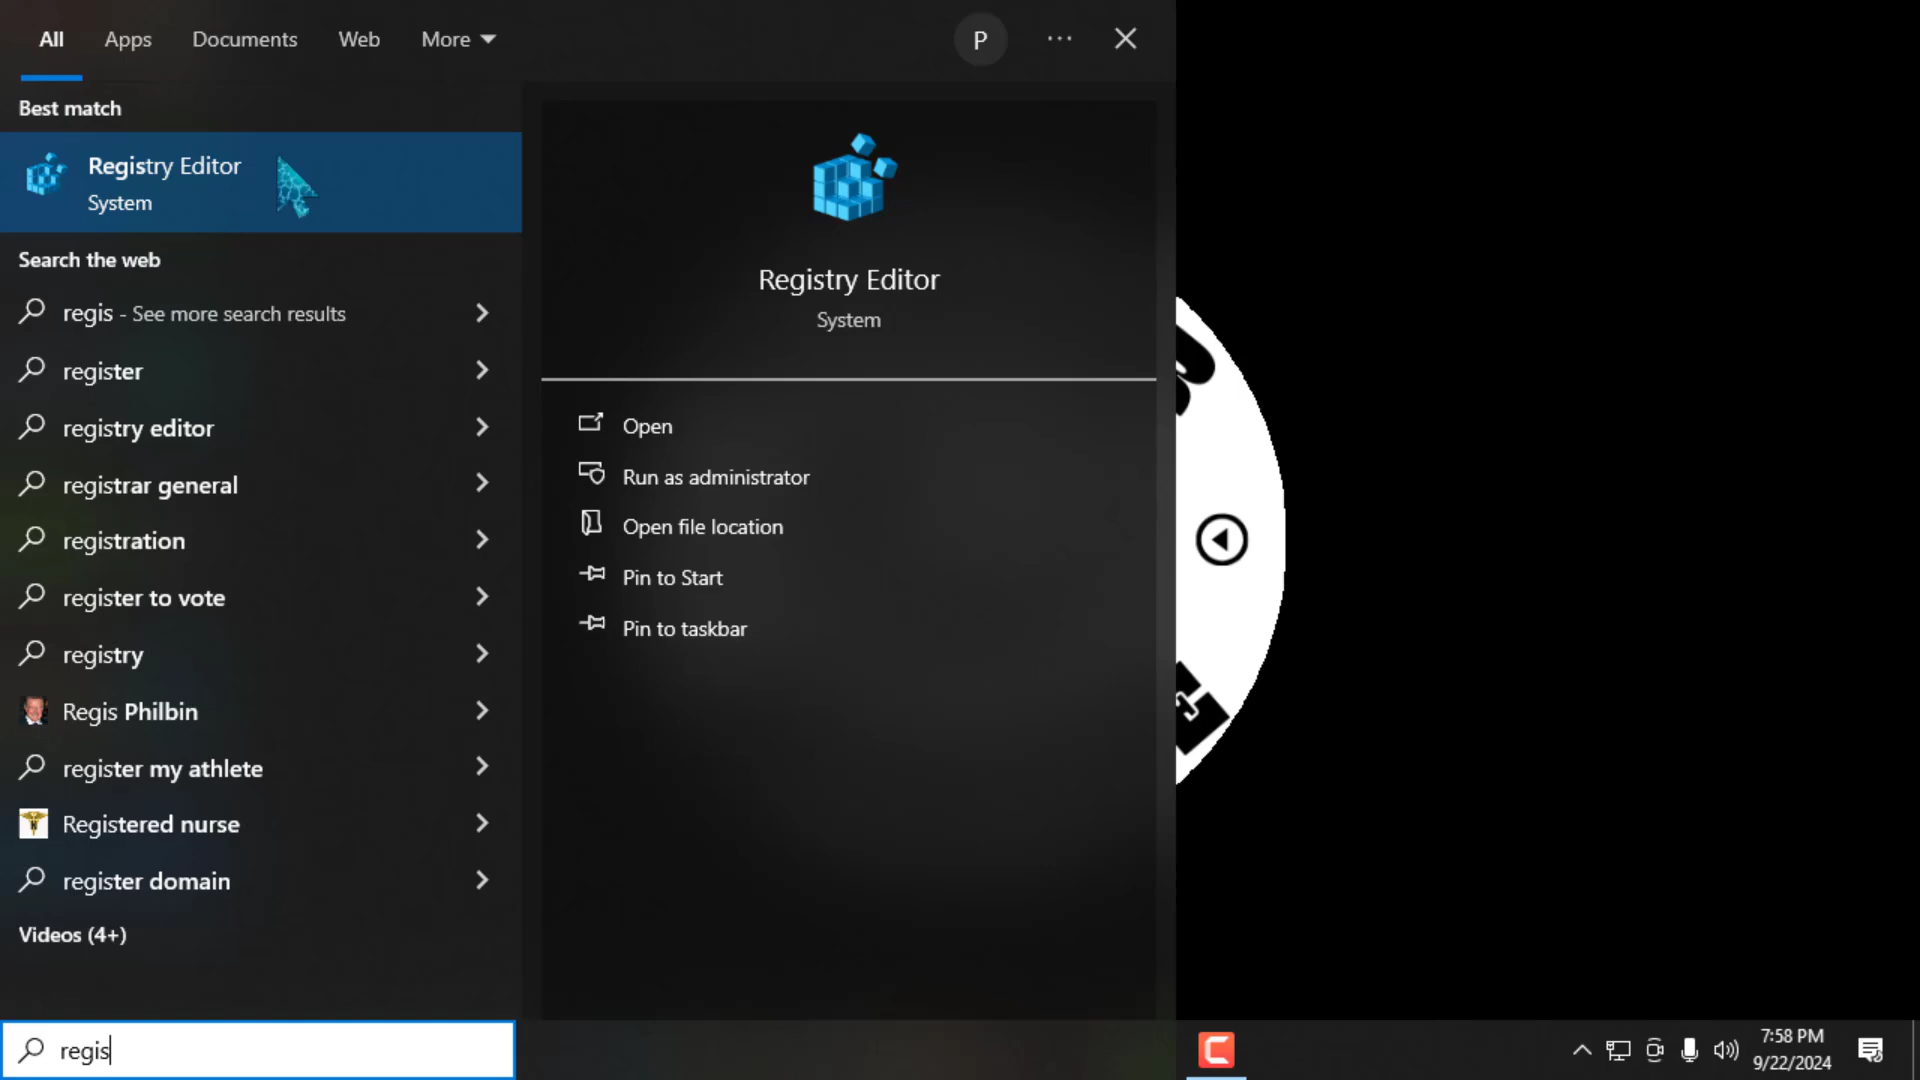 All Apps Documents Web More
P
Best match
Registry Editor
System
Search the web
regis - See more search results
register
registry editor
registrar general
registration
register to vote
registry
Regis Philbin
register my athlete
Registered nurse
register domain
Videos (4+)
Registry Editor
System
Open
Run as administrator
Open file location
Pin to Start
Pin to taskbar
regis
7:58 PM
9/22/2024